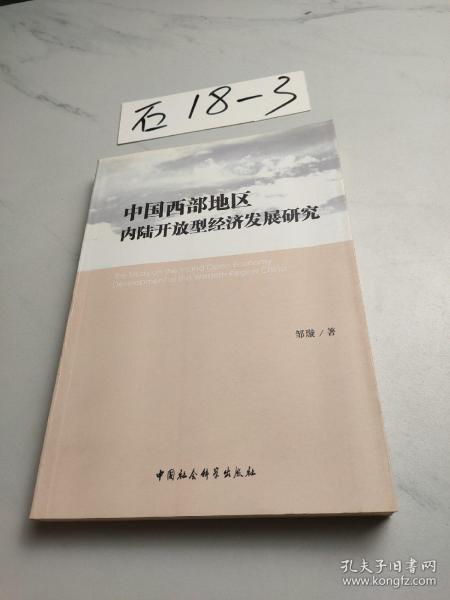 石 18-3
中国西部地区
内陆开放型经济发展研究
The Study on the Inland Open Economy
Development of the Western Region China
邹璇 / 著
中国社会科学出版社
孔夫子旧书网
www.kongfz.com